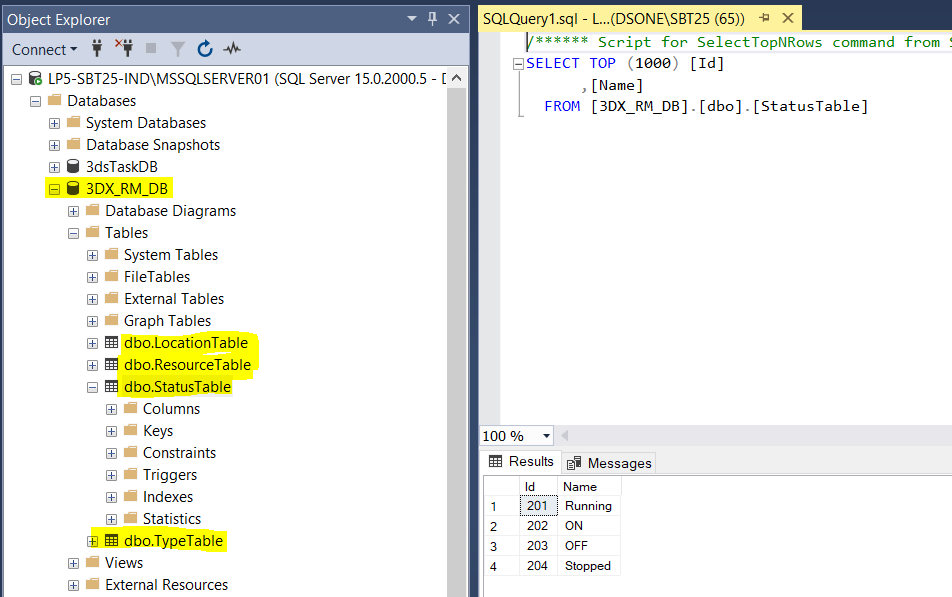 Object Explorer
Connect
LP5-SBT25-IND\MSSQLSERVER01 (SQL Server 15.0.2000.5 - D
Databases
System Databases
Database Snapshots
3dsTaskDB
3DX_RM_DB
Database Diagrams
Tables
System Tables
FileTables
External Tables
Graph Tables
dbo.LocationTable
dbo.ResourceTable
dbo.StatusTable
Columns
Keys
Constraints
Triggers
Indexes
Statistics
dbo.TypeTable
Views
External Resources
SQLQuery1.sql - L...(DSONE\SBT25 (65))
/****** Script for SelectTopNRows command from S
SELECT TOP (1000) [Id]
,[Name]
FROM [3DX_RM_DB].[dbo].[StatusTable]
100 %
Results Messages
Id Name
1 201 Running
2 202 ON
3 203 OFF
4 204 Stopped